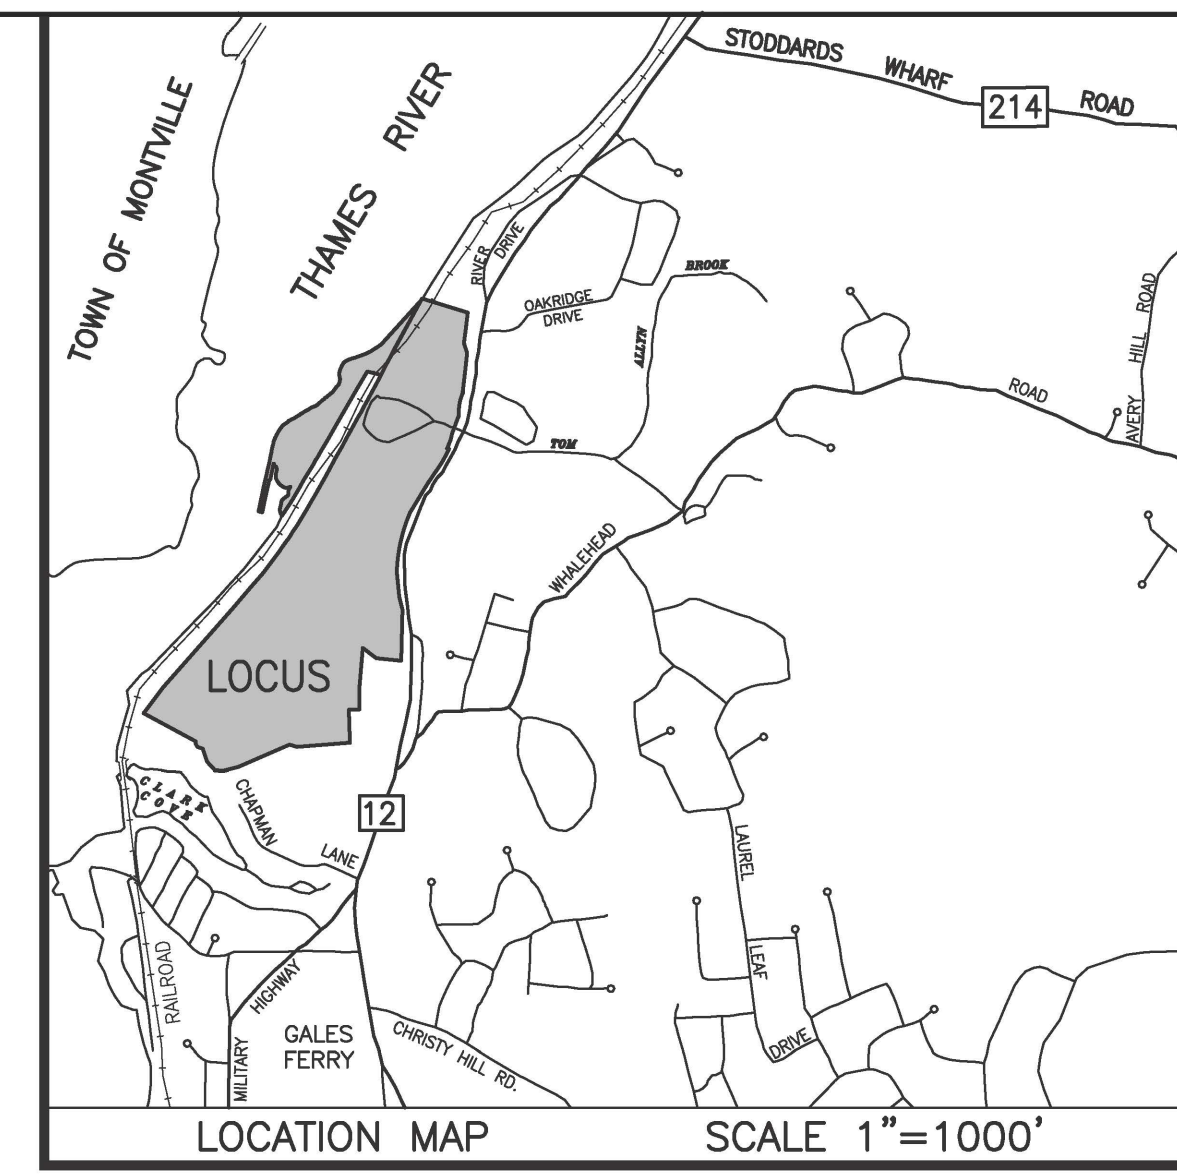 STODDARDS WHARF ROAD
214
TOWN OF MONTVILLE
THAMES RIVER
RIVER DRIVE
BROOK
OAKRIDGE
DRIVE
ALLYN
AVERY HILL ROAD
ROAD
TOM
WHALEHEAD
LOCUS
CLARK
COVE
CHAPMAN
LANE
12
LAUREL
LEAF
DRIVE
RAILROAD
HIGHWAY
MILITARY
GALES
FERRY
CHRISTY HILL RD.
LOCATION MAP
SCALE 1"=1000'